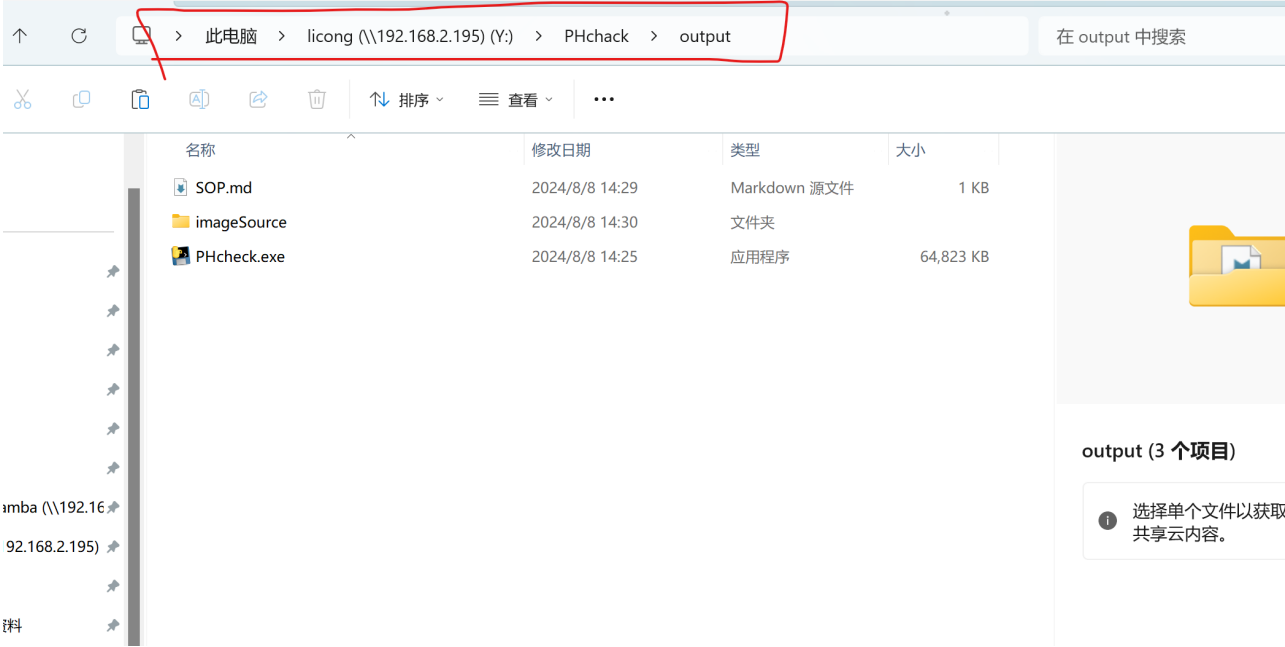 此电脑 licong (\\192.168.2.195) (Y:) PHchack output 在 output 中搜索
排序 查看
名称 修改日期 类型 大小
SOP.md 2024/8/8 14:29 Markdown 源文件 1 KB
imageSource 2024/8/8 14:30 文件夹
PHcheck.exe 2024/8/8 14:25 应用程序 64,823 KB
output (3 个项目)
amba (\\192.16
选择单个文件以获取
共享云内容。
92.168.2.195)
资料